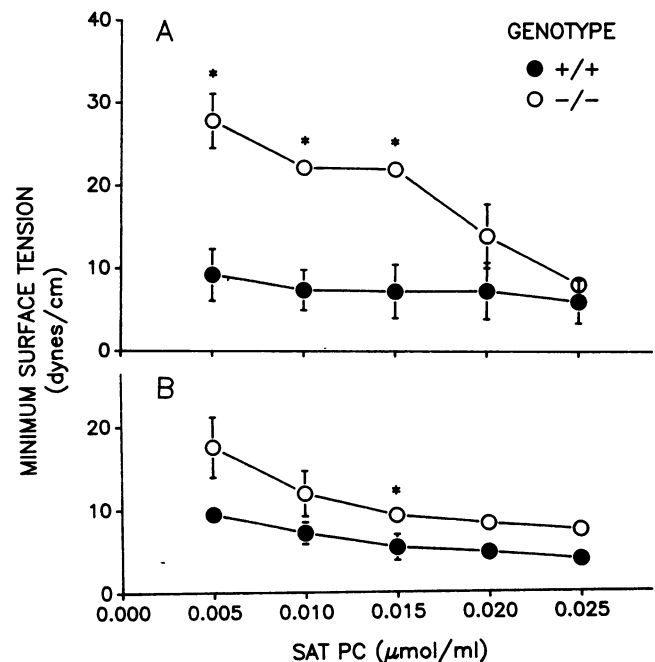 A
GENOTYPE
+/+
-/-
40
*
30
* *
20
10
0
MINIMUM SURFACE TENSION
(dynes/cm)
B
20
*
10
0
0.000 0.005 0.010 0.015 0.020 0.025
SAT PC (μmol/ml)